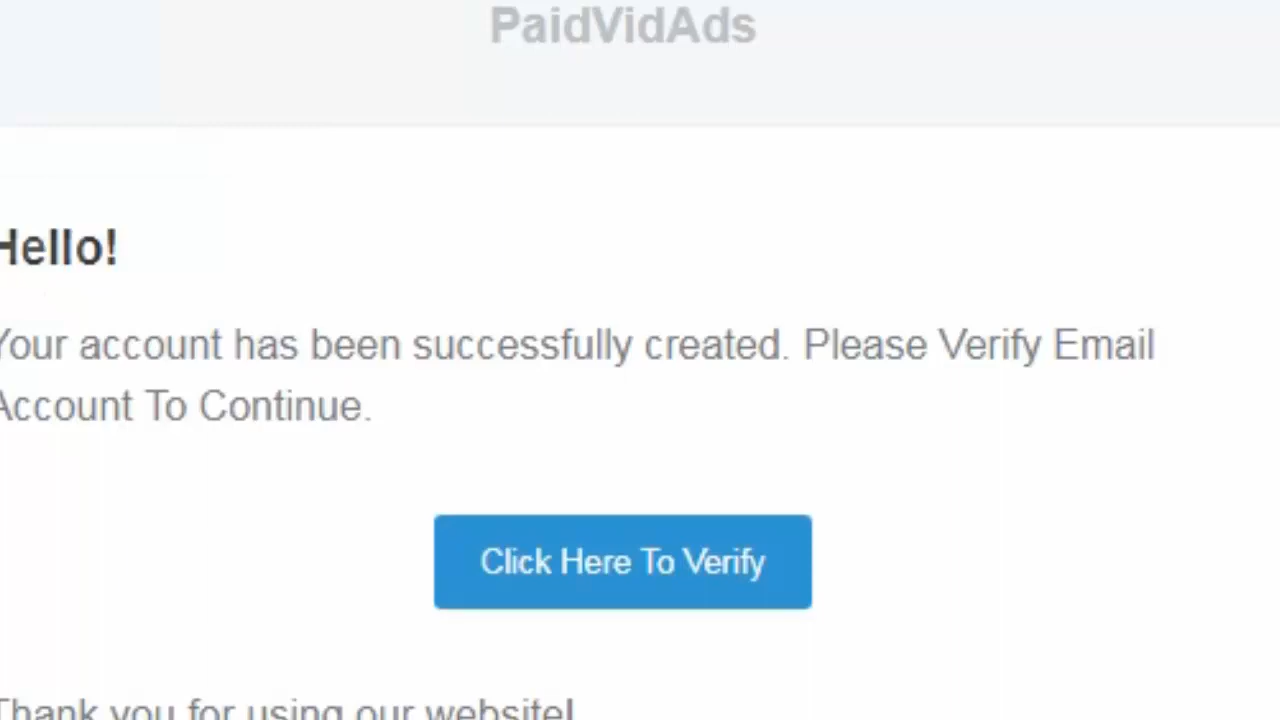 PaidVidAds
Hello!
Your account has been successfully created. Please Verify Email
Account To Continue.
Click Here To Verify
Thank you for using our website!